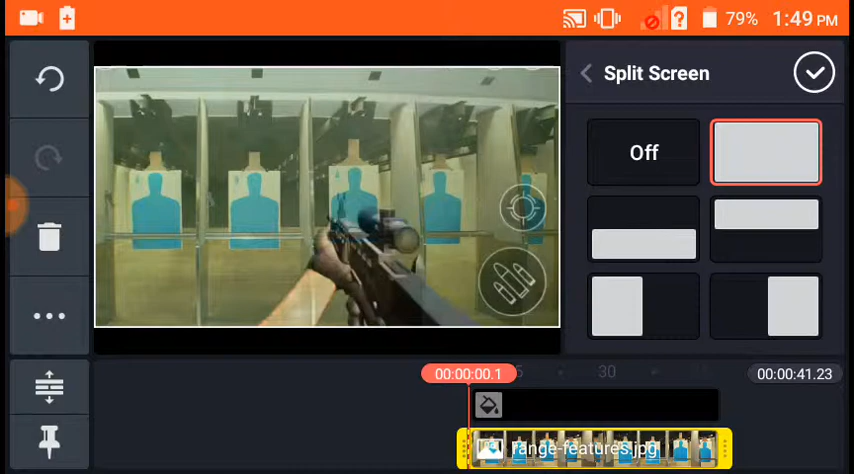 79% 1:49 PM
Split Screen
Off
00:00:00.1
30
00:00:41.23
range-features.jpg